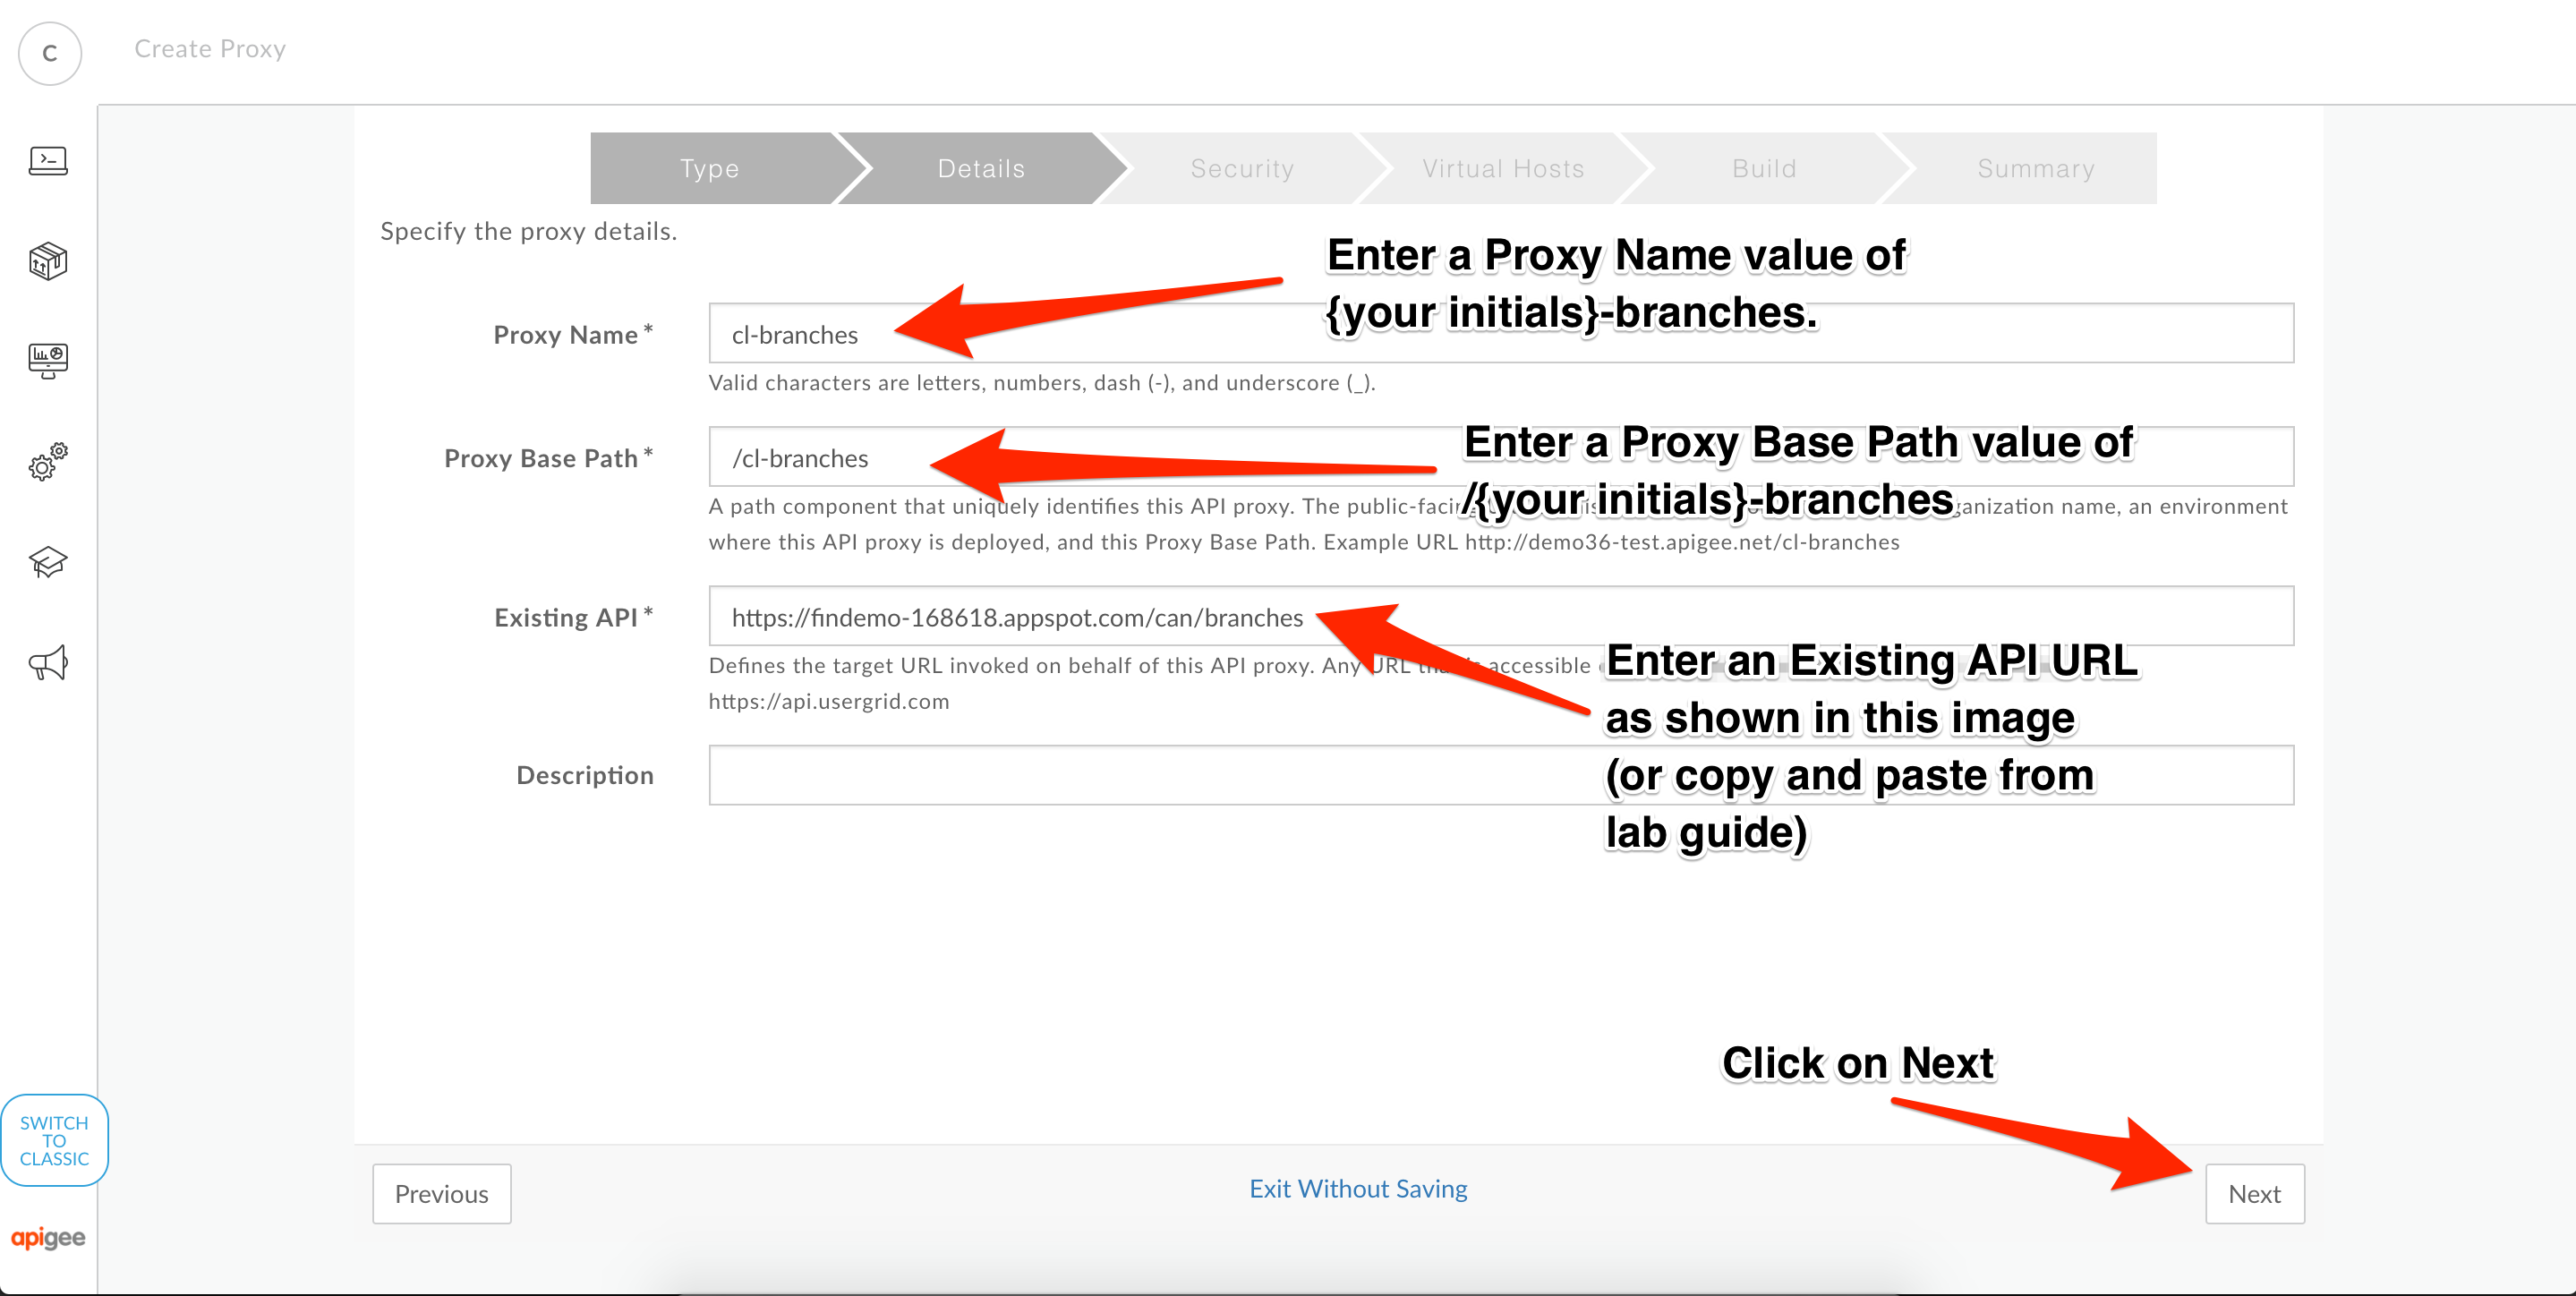 C
Create Proxy
Type
Details
Security
Virtual Hosts
Build
Summary
Specify the proxy details.
Enter a Proxy Name value of
{your initials}-branches.
Proxy Name *
cl-branches
Valid characters are letters, numbers, dash (-), and underscore (_).
Enter a Proxy Base Path value of
/{your initials}-branches
Proxy Base Path *
/cl-branches
A path component that uniquely identifies this API proxy. The public-facing ganization name, an environment
where this API proxy is deployed, and this Proxy Base Path. Example URL http://demo36-test.apigee.net/cl-branches
Existing API *
https://findemo-168618.appspot.com/can/branches
Defines the target URL invoked on behalf of this API proxy. Any URL that is accessible
https://api.usergrid.com
Enter an Existing API URL
as shown in this image
(or copy and paste from
lab guide)
Description
Click on Next
SWITCH
TO
CLASSIC
Previous
Exit Without Saving
Next
apigee